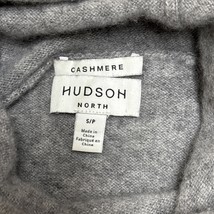 CASHMERE
HUDSON
NORTH
S/P
Made in
China
Fabriqué en
Chine